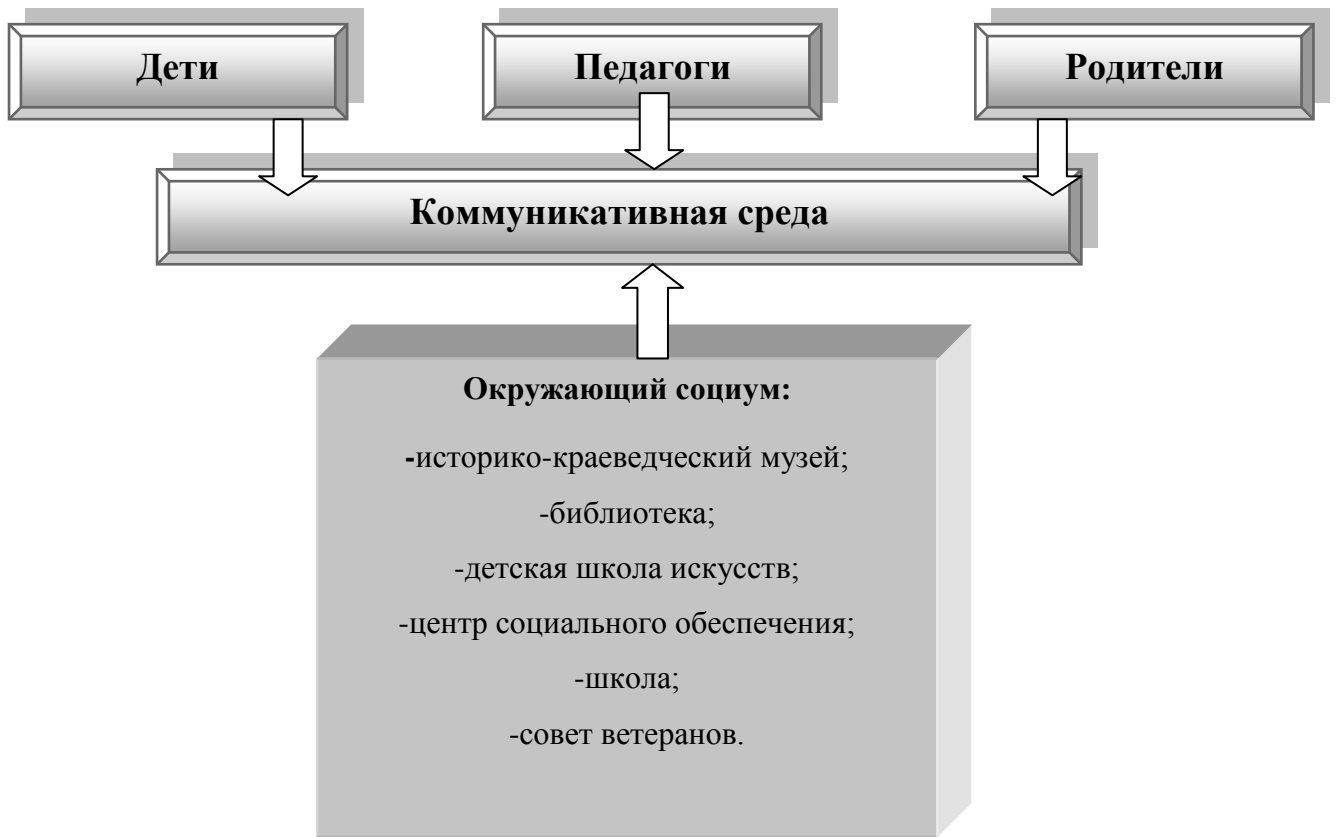 Дети
Педагоги
Родители
Коммуникативная среда
Окружающий социум:
-историко-краеведческий музей;
-библиотека;
-детская школа искусств;
-центр социального обеспечения;
-школа;
-совет ветеранов.